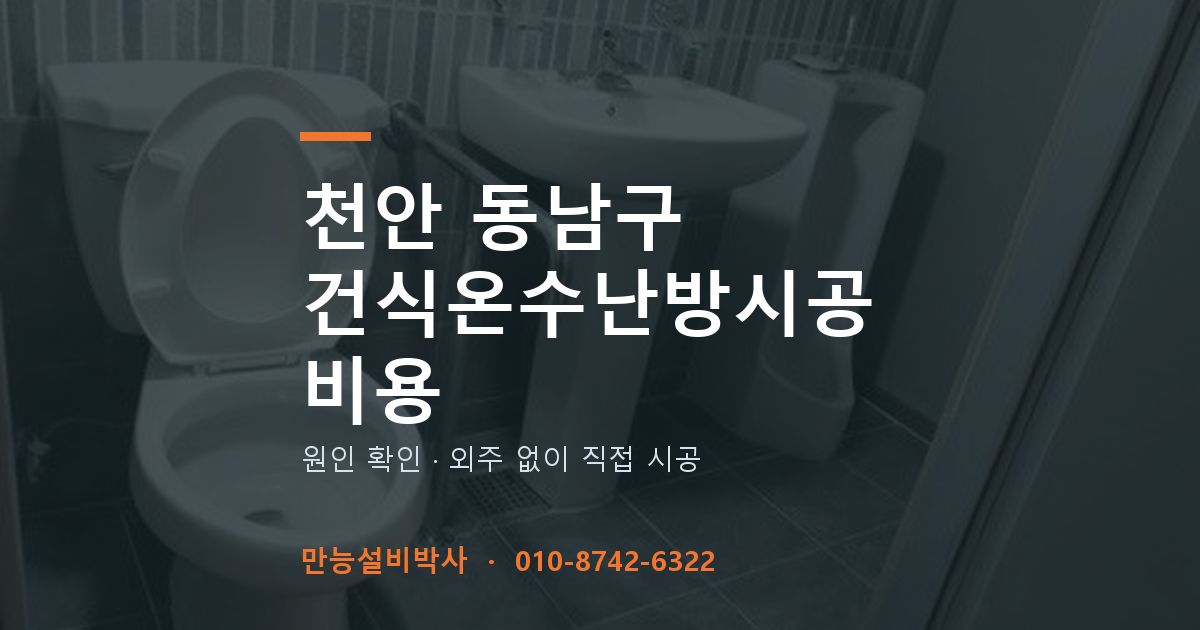 천안 동남구
건식온수난방시공
비용
원인 확인 · 외주 없이 직접 시공
만능설비박사 · 010-8742-6322